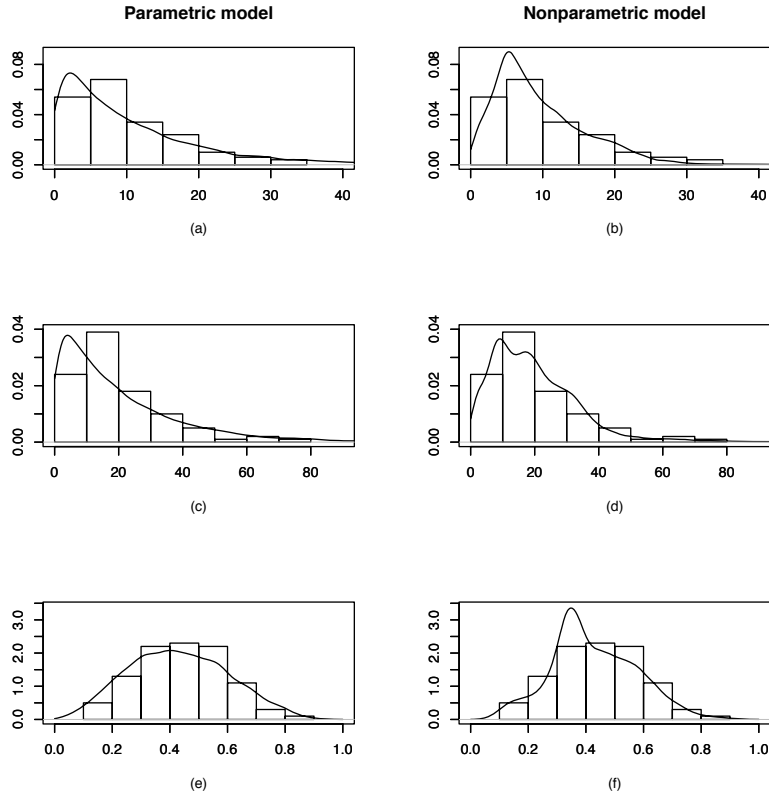 Parametric model
Nonparametric model
0.00 0.04 0.08
0 10 20 30 40
(a)
0.00 0.04 0.08
0 10 20 30 40
(b)
0.00 0.02 0.04
0 20 40 60 80
(c)
0.00 0.02 0.04
0 20 40 60 80
(d)
0.0 1.0 2.0 3.0
0.0 0.2 0.4 0.6 0.8 1.0
(e)
0.0 1.0 2.0 3.0
0.0 0.2 0.4 0.6 0.8 1.0
(f)